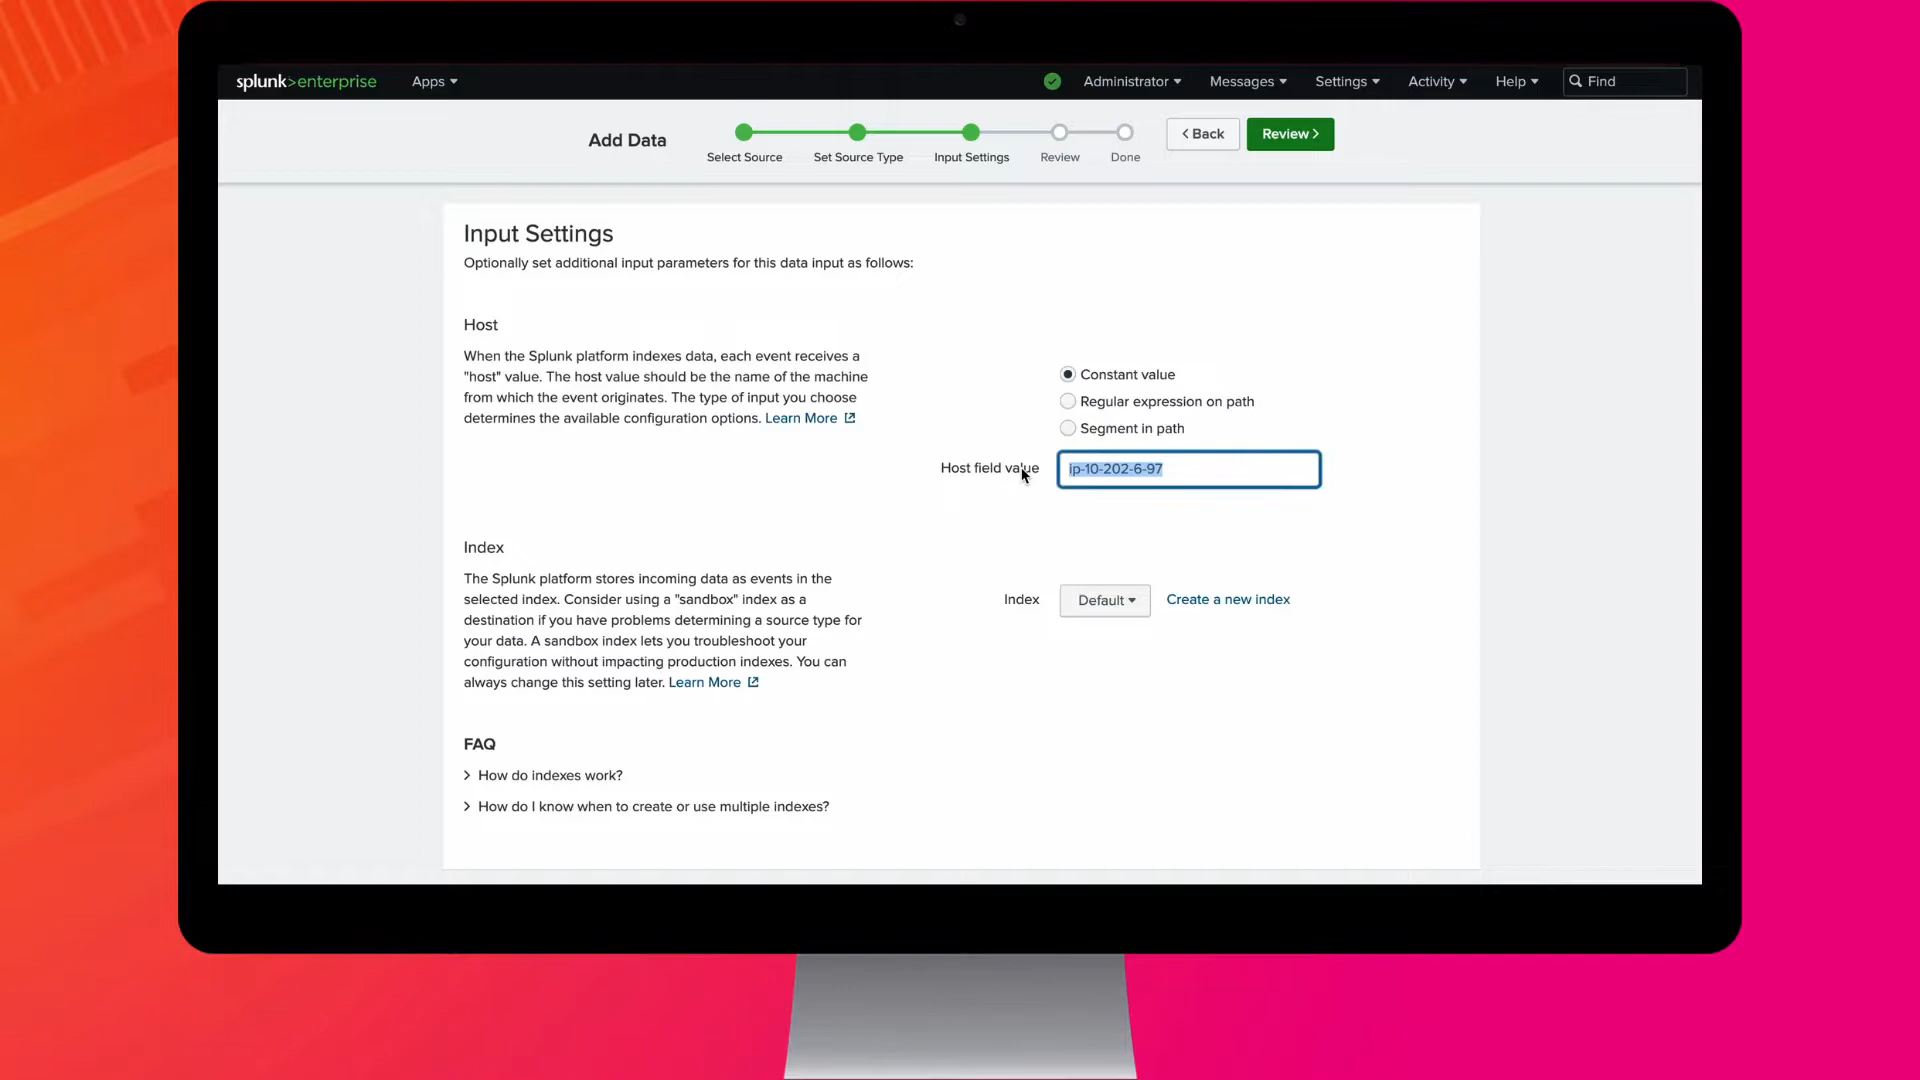 splunk>enterprise Apps Administrator Messages Settings Activity Help Find
Add Data
Select Source Set Source Type Input Settings Review Done
Back Review
Input Settings
Optionally set additional input parameters for this data input as follows:
Host
When the Splunk platform indexes data, each event receives a
"host" value. The host value should be the name of the machine
from which the event originates. The type of input you choose
determines the available configuration options. Learn More
Constant value
Regular expression on path
Segment in path
Host field value ip-10-202-6-97
Index
The Splunk platform stores incoming data as events in the
selected index. Consider using a "sandbox" index as a
destination if you have problems determining a source type for
your data. A sandbox index lets you troubleshoot your
configuration without impacting production indexes. You can
always change this setting later. Learn More
Index Default Create a new index
FAQ
> How do indexes work?
> How do I know when to create or use multiple indexes?